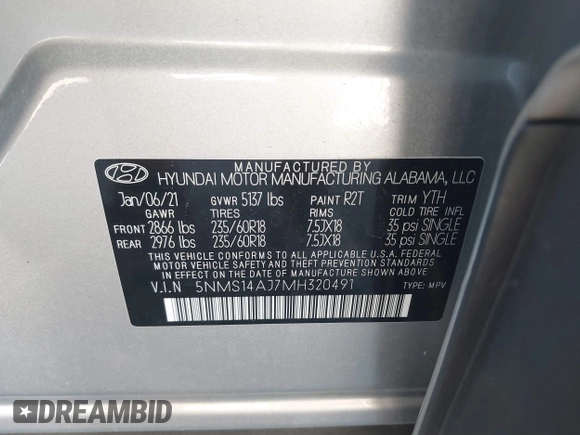 MANUFACTURED BY
HYUNDAI MOTOR MANUFACTURING ALABAMA, LLC
Jan/06/21 GVWR 5137 lbs PAINT R2T TRIM YTH
GAWR TIRES RIMS COLD TIRE INFL
FRONT 2866 lbs 235/60R18 7.5JX18 35 psi SINGLE
REAR 2976 lbs 235/60R18 7.5JX18 35 psi SINGLE
THIS VEHICLE CONFORMS TO ALL APPLICABLE FEDERAL
MOTOR VEHICLE SAFETY, BUMPER, AND THEFT PREVENTION STANDARDS
IN EFFECT ON THE DATE OF MANUFACTURE SHOWN ABOVE.
V.I.N 5NMS14AJ7MH320491 TYPE: MPV
DREAMBID